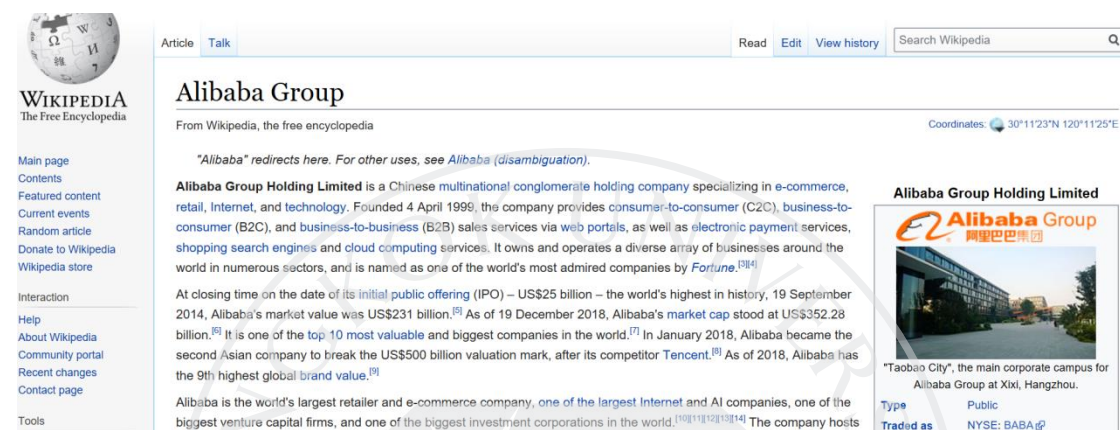 Article Talk Read Edit View history Search Wikipedia
WIKIPEDIA
The Free Encyclopedia
Main page
Contents
Featured content
Current events
Random article
Donate to Wikipedia
Wikipedia store
Interaction
Help
About Wikipedia
Community portal
Recent changes
Contact page
Tools
Alibaba Group
From Wikipedia, the free encyclopedia
Coordinates: 30°11′23″N 120°11′25″E
"Alibaba" redirects here. For other uses, see Alibaba (disambiguation).
Alibaba Group Holding Limited is a Chinese multinational conglomerate holding company specializing in e-commerce,
retail, Internet, and technology. Founded 4 April 1999, the company provides consumer-to-consumer (C2C), business-to-
consumer (B2C), and business-to-business (B2B) sales services via web portals, as well as electronic payment services,
shopping search engines and cloud computing services. It owns and operates a diverse array of businesses around the
world in numerous sectors, and is named as one of the world's most admired companies by Fortune.[3][4]
At closing time on the date of its initial public offering (IPO) – US$25 billion – the world's highest in history, 19 September
2014, Alibaba's market value was US$231 billion.[5] As of 19 December 2018, Alibaba's market cap stood at US$352.28
billion.[6] It is one of the top 10 most valuable and biggest companies in the world.[7] In January 2018, Alibaba became the
second Asian company to break the US$500 billion valuation mark, after its competitor Tencent.[8] As of 2018, Alibaba has
the 9th highest global brand value.[9]
Alibaba is the world's largest retailer and e-commerce company, one of the largest Internet and AI companies, one of the
biggest venture capital firms, and one of the biggest investment corporations in the world.[10][11][12][13][14] The company hosts
Alibaba Group Holding Limited
Alibaba Group
阿里巴巴集团
"Taobao City", the main corporate campus for
Alibaba Group at Xixi, Hangzhou.
Type Public
Traded as NYSE: BABA